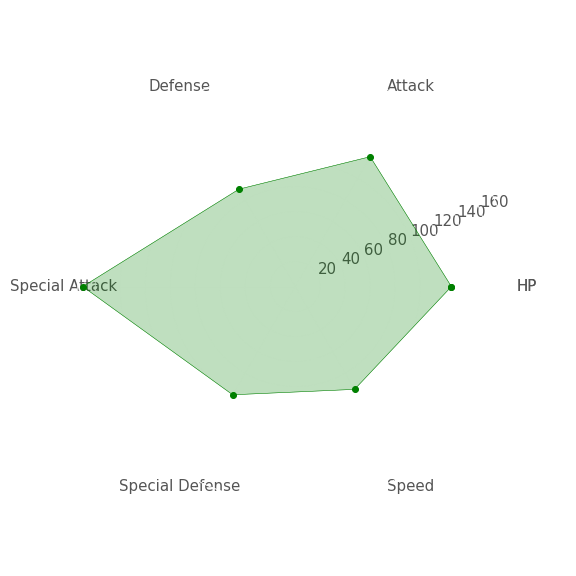 Defense
Attack
160
140
120
100
80
60
40
20
Special Attack
HP
Special Defense
Speed